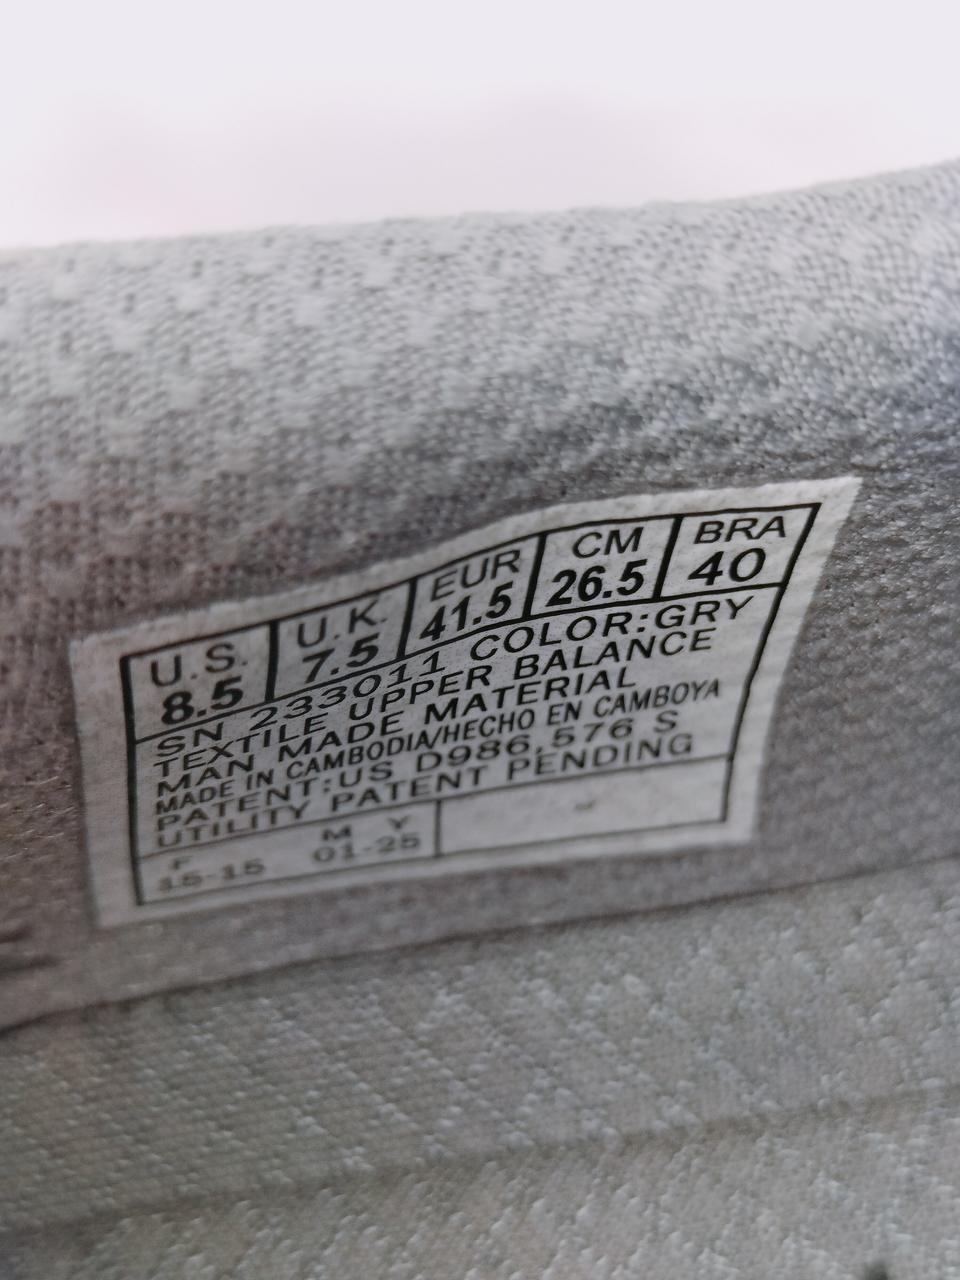 U.S. U.K. EUR CM BRA
8.5 7.5 41.5 26.5 40
SN 233011 COLOR:GRY
TEXTILE UPPER BALANCE
MAN MADE MATERIAL
MADE IN CAMBODIA/HECHO EN CAMBOYA
PATENT:US D986,576 S
UTILITY PATENT PENDING
F M Y
15-15 01-25